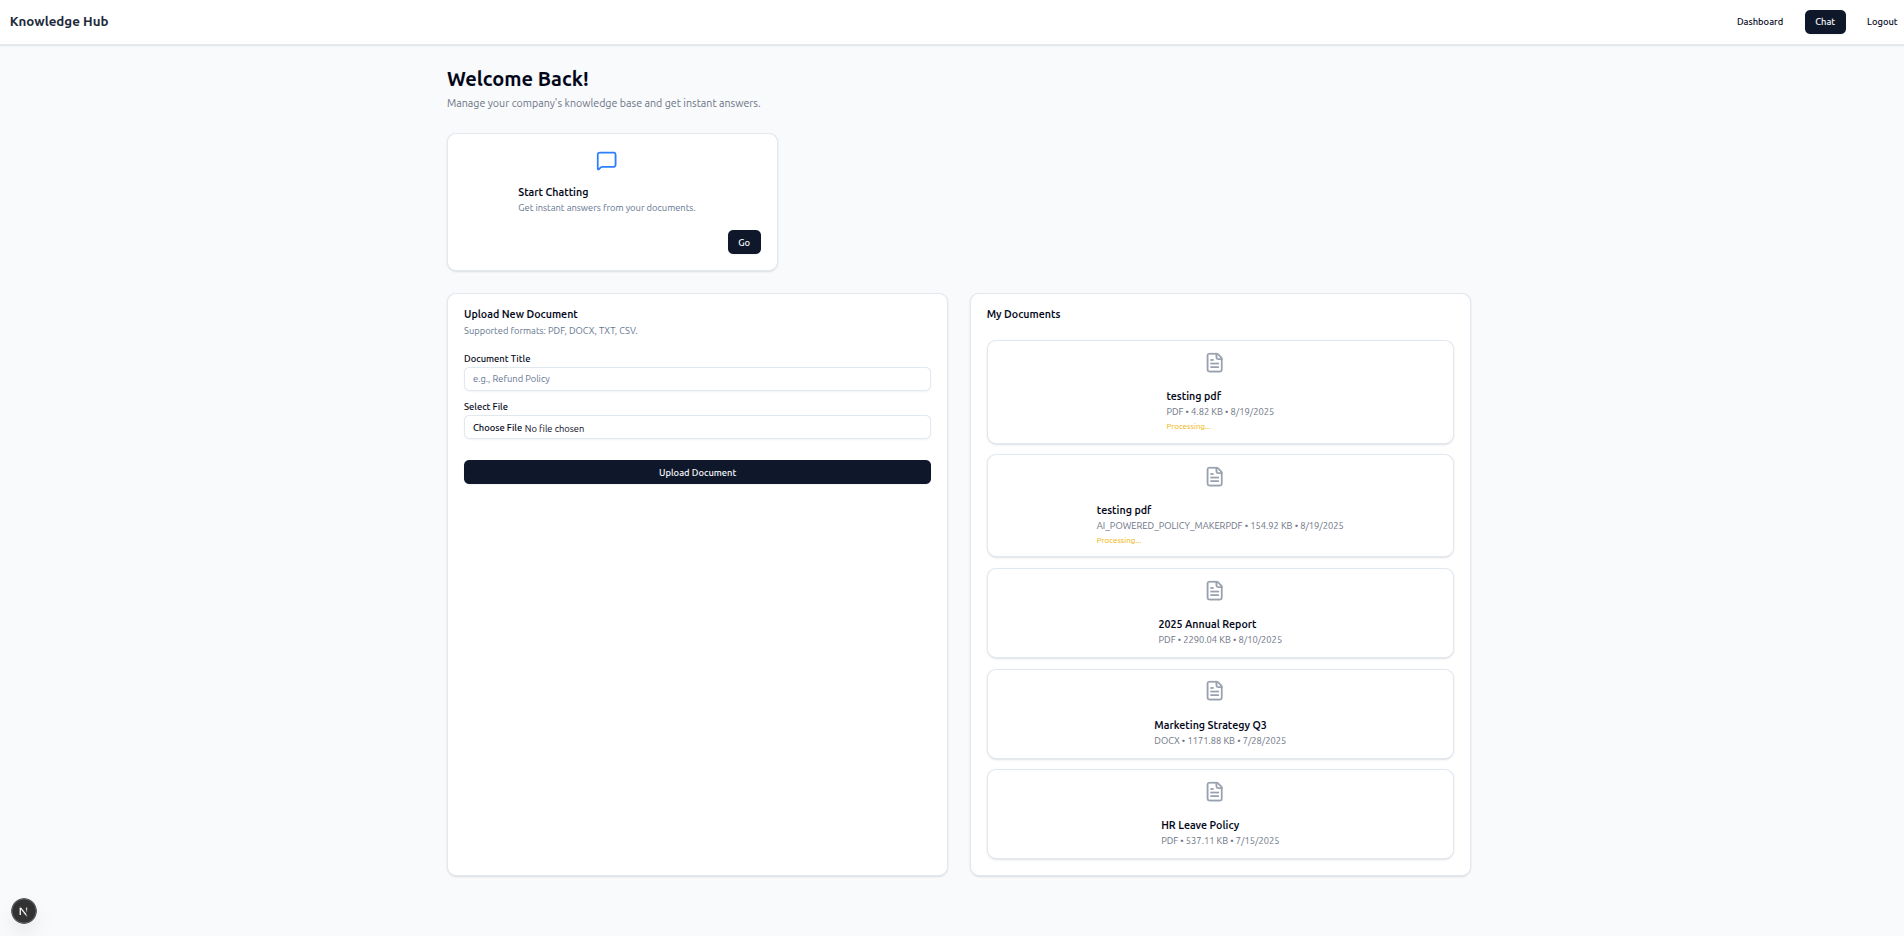 Knowledge Hub
Dashboard
Chat
Logout
Welcome Back!
Manage your company's knowledge base and get instant answers.
Start Chatting
Get instant answers from your documents.
Go
Upload New Document
Supported formats: PDF, DOCX, TXT, CSV.
Document Title
e.g., Refund Policy
Select File
Choose File No file chosen
Upload Document
My Documents
testing pdf
PDF • 4.82 KB • 8/19/2025
Processing...
testing pdf
AI_POWERED_POLICY_MAKERPDF • 154.92 KB • 8/19/2025
Processing...
2025 Annual Report
PDF • 2290.04 KB • 8/10/2025
Marketing Strategy Q3
DOCX • 1171.88 KB • 7/28/2025
HR Leave Policy
PDF • 537.11 KB • 7/15/2025
N